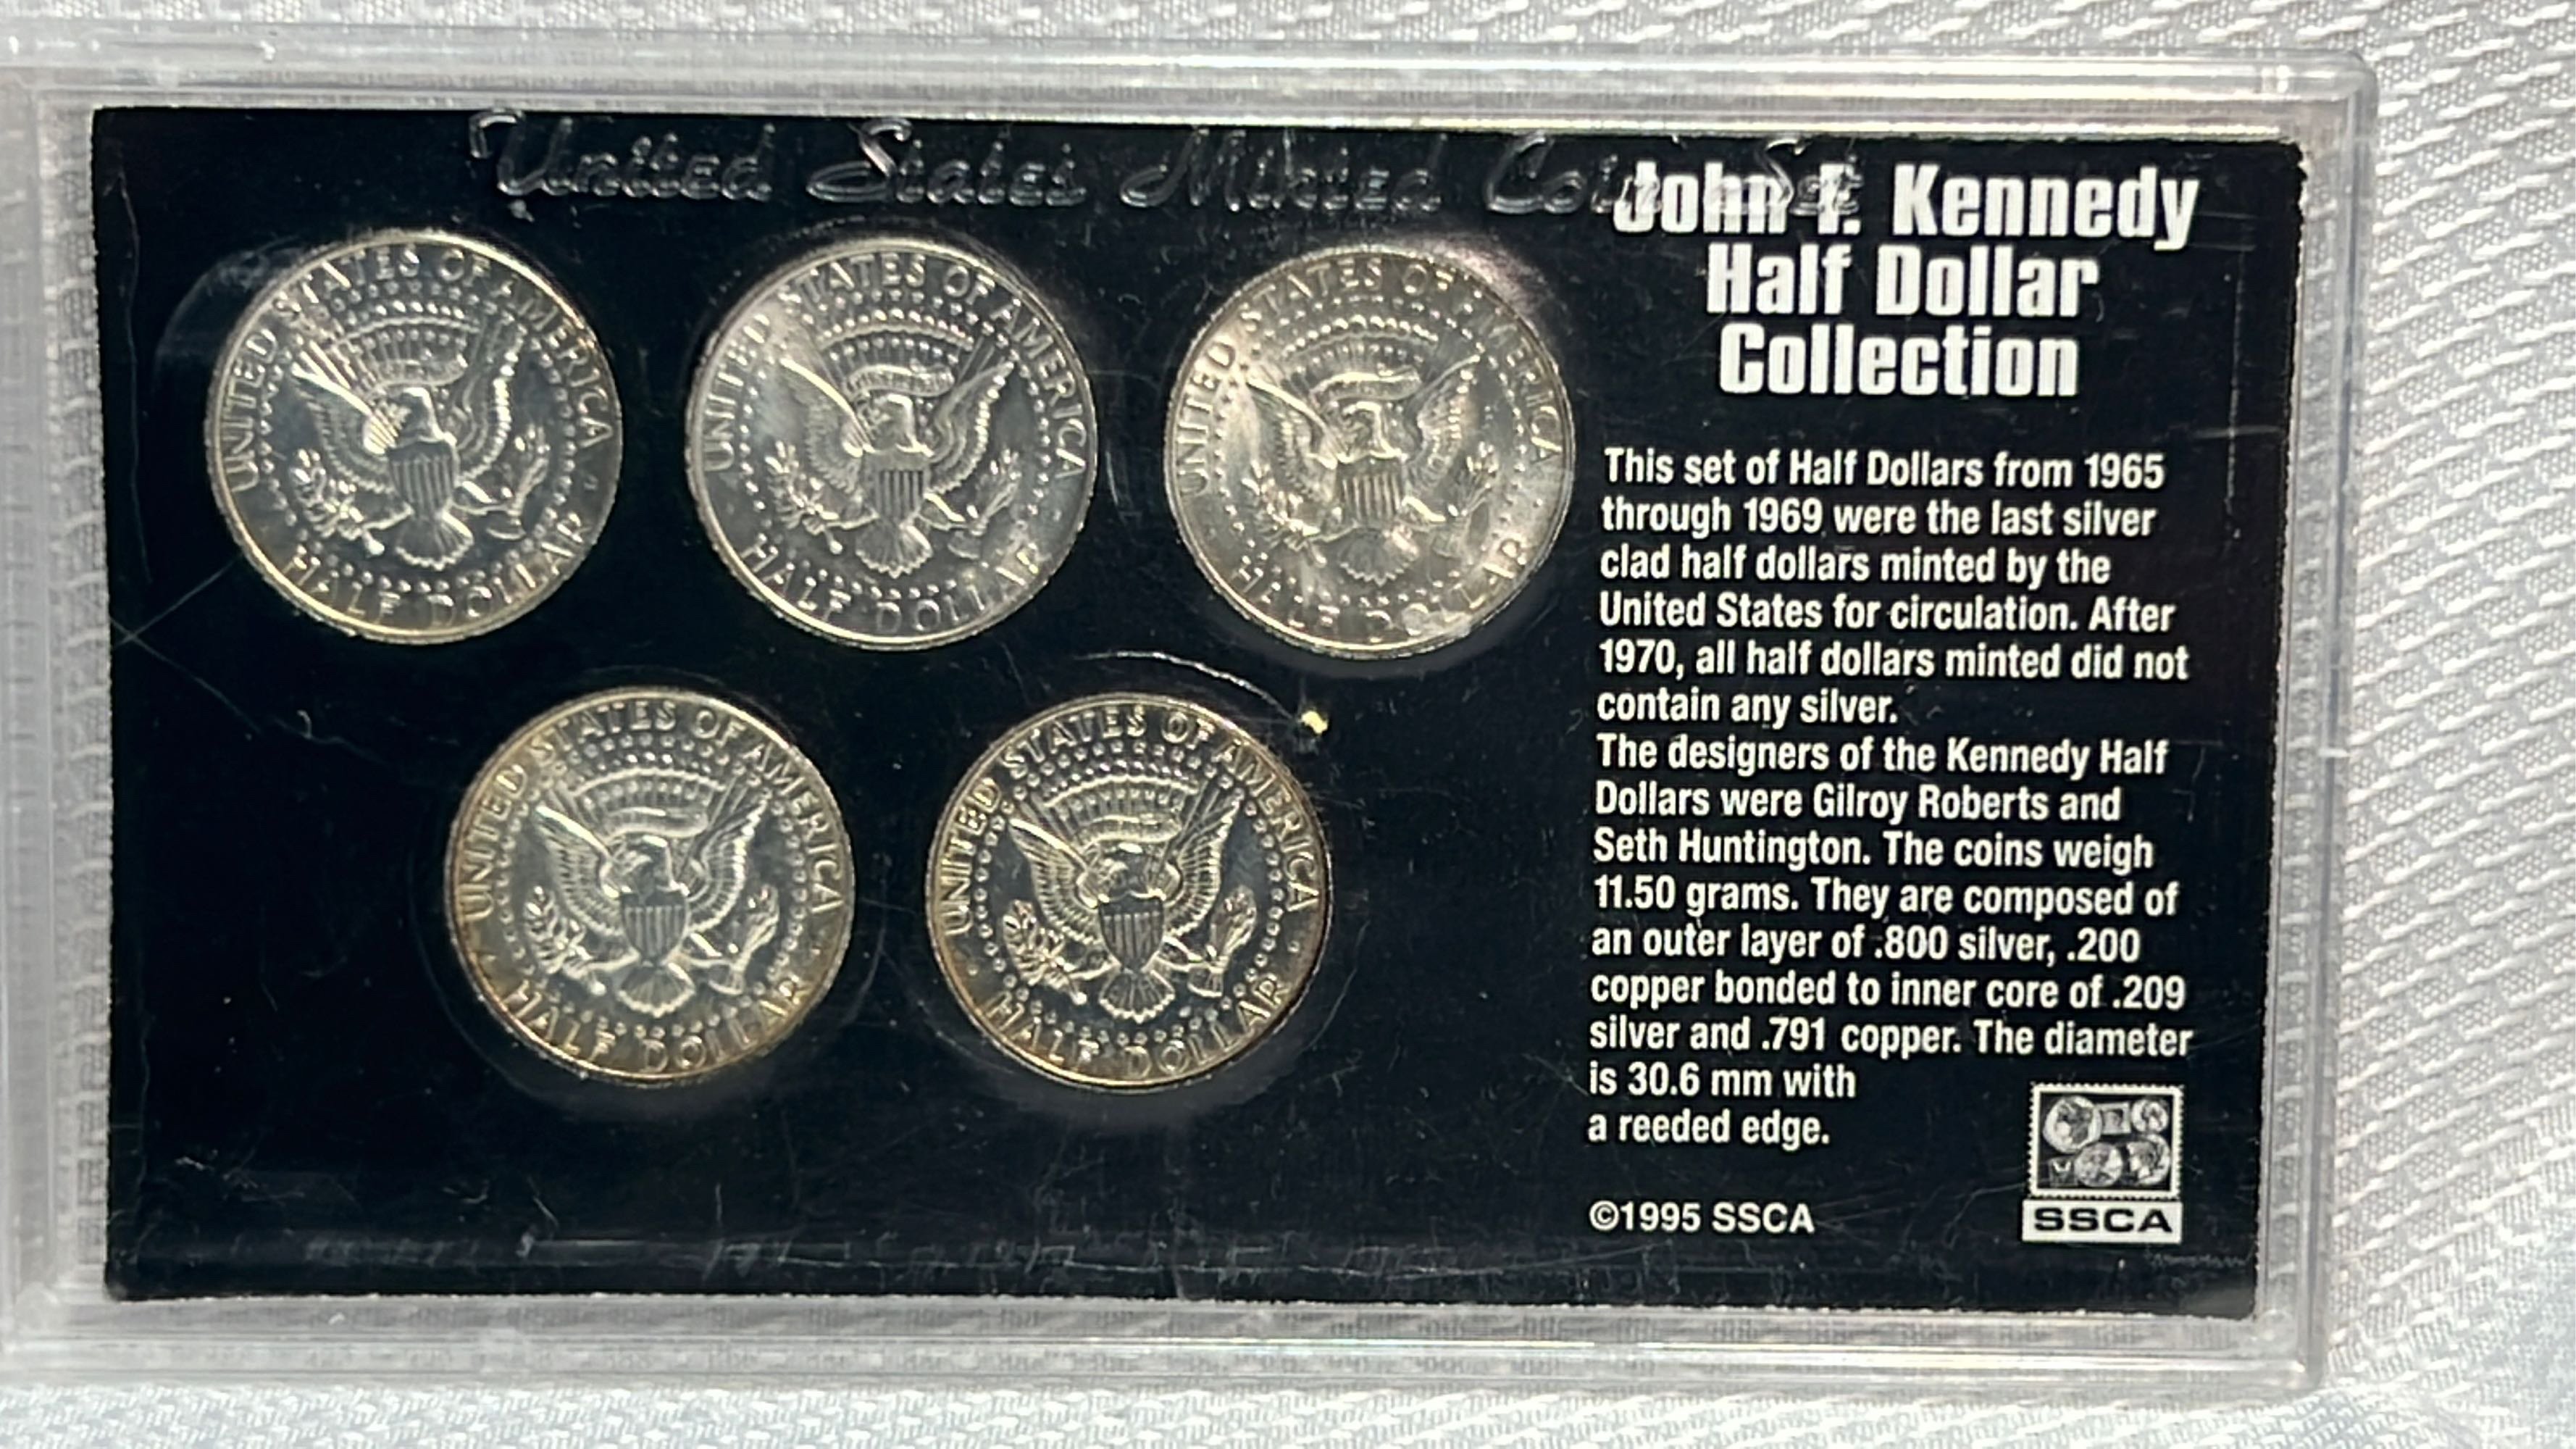 United States Minted Coin Set
John F. Kennedy
Half Dollar
Collection
UNITED STATES OF AMERICA
HALF DOLLAR
UNITED STATES OF AMERICA
HALF DOLLAR
UNITED STATES OF AMERICA
HALF DOLLAR
UNITED STATES OF AMERICA
HALF DOLLAR
UNITED STATES OF AMERICA
HALF DOLLAR
This set of Half Dollars from 1965
through 1969 were the last silver
clad half dollars minted by the
United States for circulation. After
1970, all half dollars minted did not
contain any silver.
The designers of the Kennedy Half
Dollars were Gilroy Roberts and
Seth Huntington. The coins weigh
11.50 grams. They are composed of
an outer layer of .800 silver, .200
copper bonded to inner core of .209
silver and .791 copper. The diameter
is 30.6 mm with
a reeded edge.
©1995 SSCA
SSCA